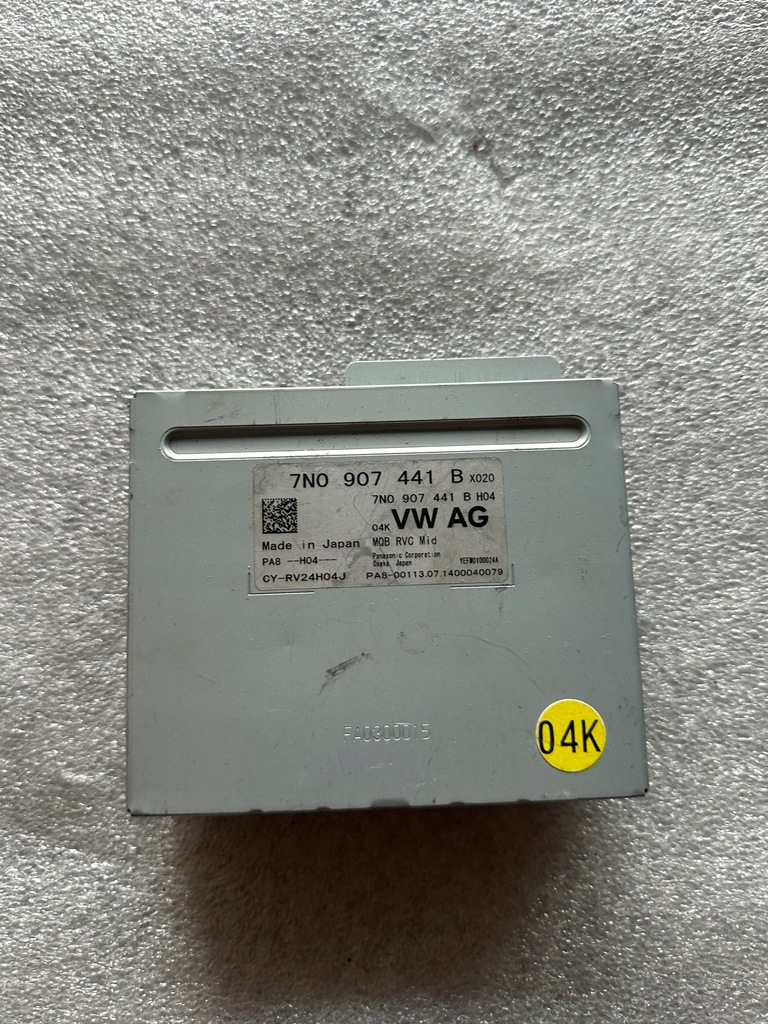 7N0 907 441 B X020
7N0 907 441 B H04
04K VW AG
Made in Japan MQB RVC Mid
PA8 --H04---
Panasonic Corporation
Osaka Japan
YEFM0100024A
CY-RV24H04J PA8-00113.07.1400040079
FA0300015
04K